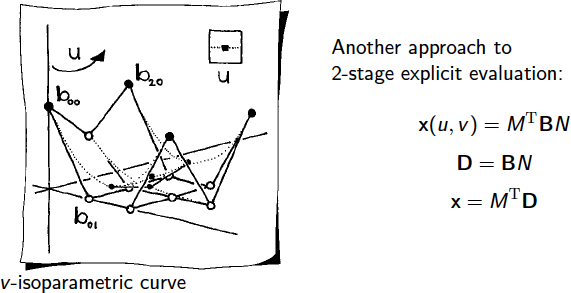 u
b₂₀
b₀₀
u
b₀₁
v-isoparametric curve
Another approach to
2-stage explicit evaluation:
x(u, v) = MᵀBN
D = BN
x = MᵀD